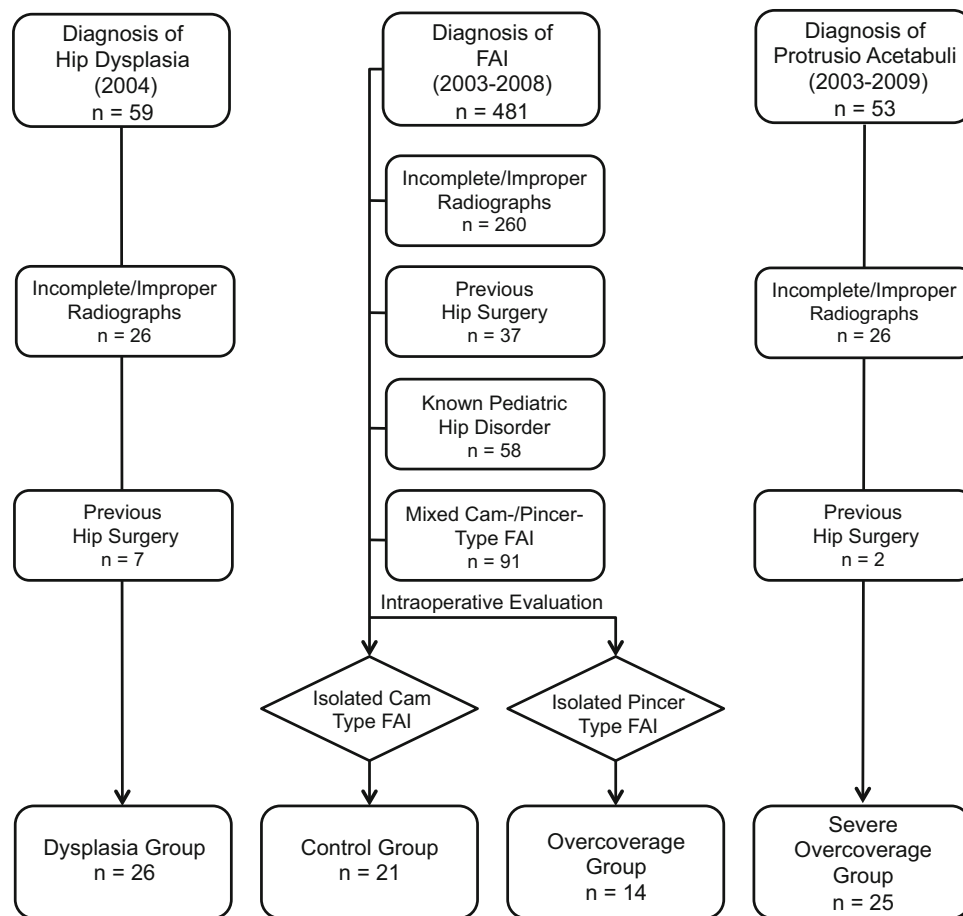 Diagnosis of
Hip Dysplasia
(2004)
n = 59
Incomplete/Improper
Radiographs
n = 26
Previous
Hip Surgery
n = 7
Dysplasia Group
n = 26
Diagnosis of
FAI
(2003-2008)
n = 481
Incomplete/Improper
Radiographs
n = 260
Previous
Hip Surgery
n = 37
Known Pediatric
Hip Disorder
n = 58
Mixed Cam-/Pincer-
Type FAI
n = 91
Intraoperative Evaluation
Isolated Cam
Type FAI
Isolated Pincer
Type FAI
Control Group
n = 21
Overcoverage
Group
n = 14
Diagnosis of
Protrusio Acetabuli
(2003-2009)
n = 53
Incomplete/Improper
Radiographs
n = 26
Previous
Hip Surgery
n = 2
Severe
Overcoverage
Group
n = 25